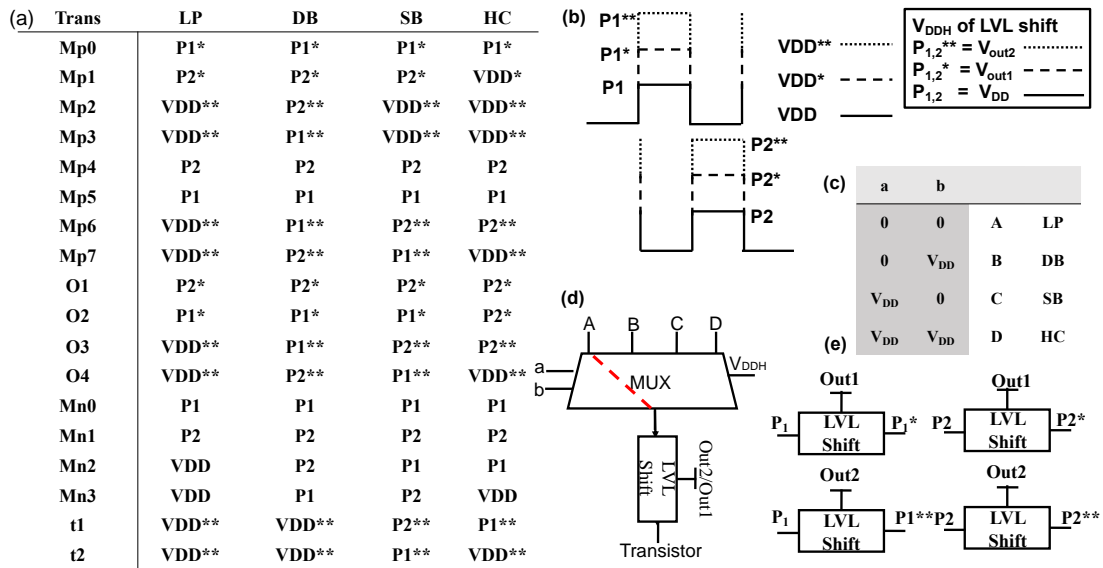 (a) Trans LP DB SB HC
Mp0 P1* P1* P1* P1*
Mp1 P2* P2* P2* VDD*
Mp2 VDD** P2** VDD** VDD**
Mp3 VDD** P1** VDD** VDD**
Mp4 P2 P2 P2 P2
Mp5 P1 P1 P1 P1
Mp6 VDD** P1** P2** P2**
Mp7 VDD** P2** P1** VDD**
O1 P2* P2* P2* P2*
O2 P1* P1* P1* P2*
O3 VDD** P1** P2** P2**
O4 VDD** P2** P1** VDD**
Mn0 P1 P1 P1 P1
Mn1 P2 P2 P2 P2
Mn2 VDD P2 P1 P1
Mn3 VDD P1 P2 VDD
t1 VDD** VDD** P2** P1**
t2 VDD** VDD** P1** VDD**
(b)
P1**
P1*
P1
VDD**
VDD*
VDD
P2**
P2*
P2
VDDH of LVL shift
P1,2** = Vout2
P1,2* = Vout1
P1,2 = VDD
(c)
a b
0 0 A LP
0 VDD B DB
VDD 0 C SB
VDD VDD D HC
(d)
A B C D
a
b
MUX
VDDH
LVL
Shift
Out2/Out1
Transistor
(e)
Out1
P1 LVL Shift P1*
Out1
P2 LVL Shift P2*
Out2
P1 LVL Shift P1**
Out2
P2 LVL Shift P2**